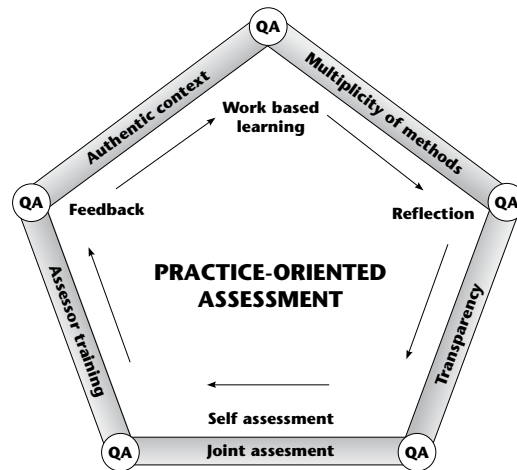 QA
Authentic context
Multiplicity of methods
Work based
learning
QA
Feedback
Reflection
QA
PRACTICE-ORIENTED
ASSESSMENT
Assessor training
Transparency
Self assessment
QA
Joint assesment
QA